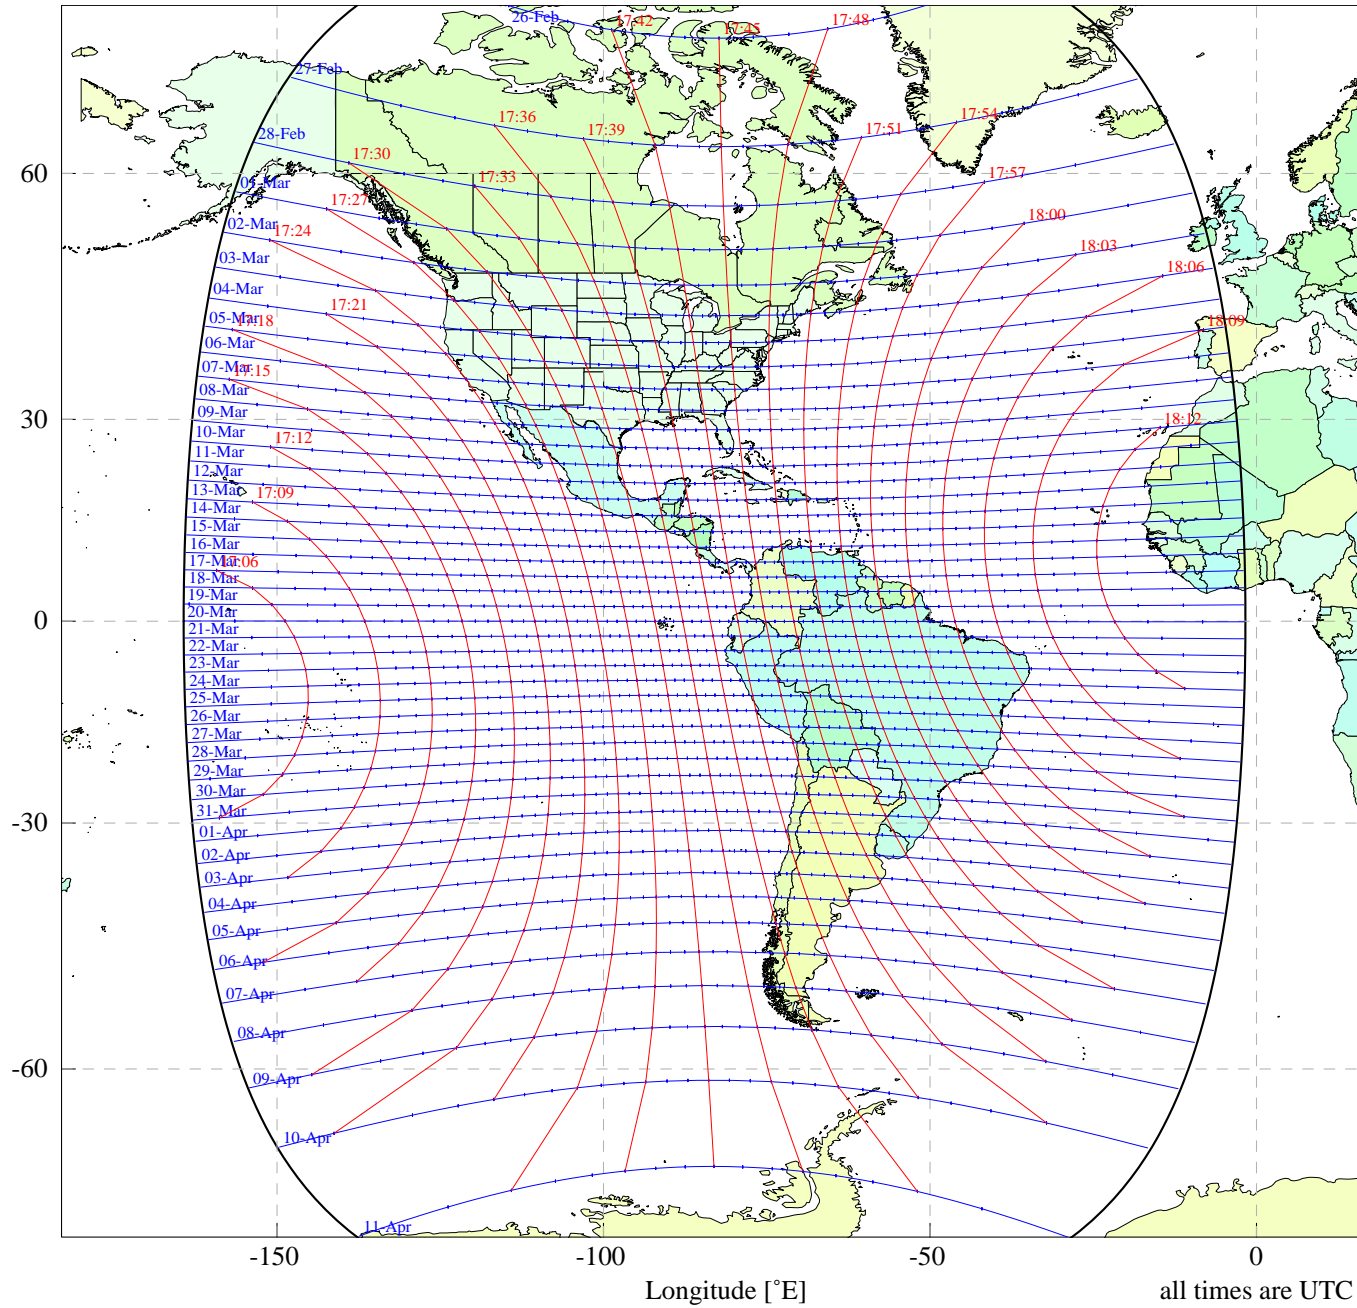 26-Feb
17:42
17:45
17:48
27-Feb
17:36
17:39
17:51
17:54
28-Feb
17:30
17:33
17:57
60
01-Mar
17:27
18:00
02-Mar
17:24
18:03
03-Mar
18:06
04-Mar
17:21
05-Mar
17:18
18:09
06-Mar
07-Mar
17:15
08-Mar
09-Mar
30
18:12
10-Mar
17:12
11-Mar
12-Mar
13-Mar
17:09
14-Mar
15-Mar
16-Mar
17-Mar
17:06
18-Mar
19-Mar
20-Mar
0
21-Mar
22-Mar
23-Mar
24-Mar
25-Mar
26-Mar
27-Mar
28-Mar
29-Mar
30-Mar
31-Mar
-30
01-Apr
02-Apr
03-Apr
04-Apr
05-Apr
06-Apr
07-Apr
08-Apr
-60
09-Apr
10-Apr
11-Apr
-150
-100
-50
0
Longitude [°E]
all times are UTC